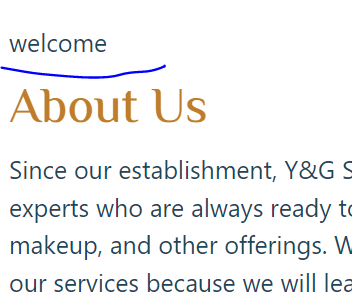 welcome
About Us
Since our establishment, Y&G
experts who are always ready
makeup, and other offerings.
our services because we will